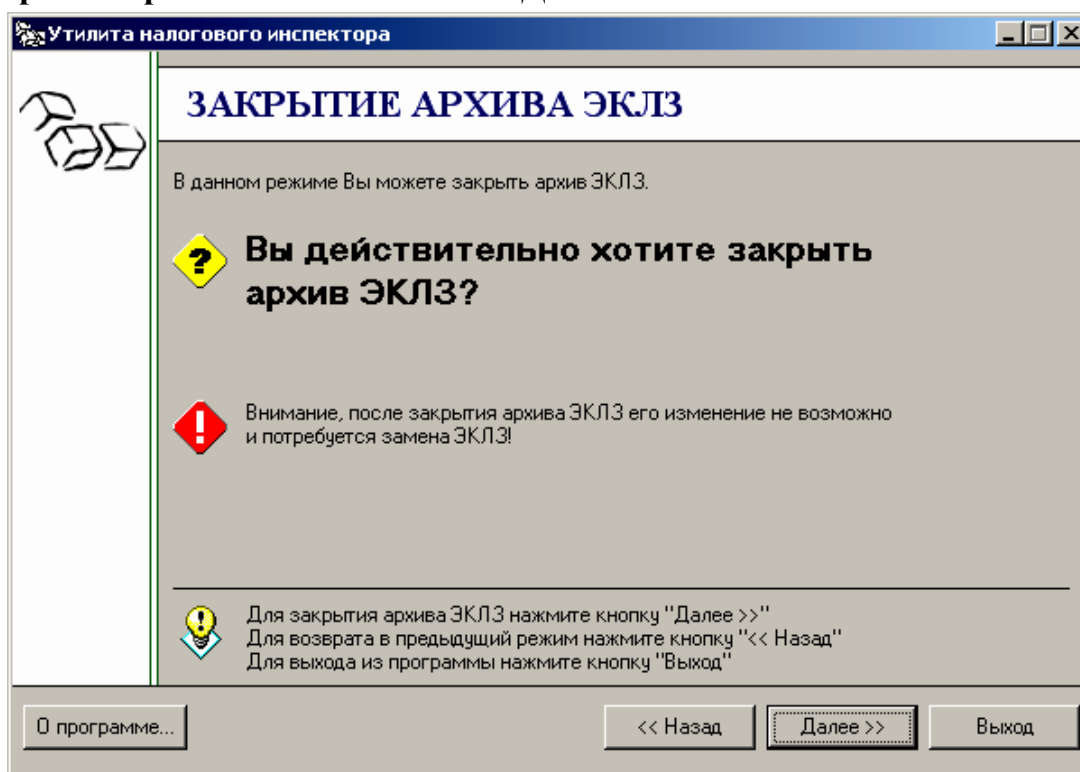 Утилита налогового инспектора
ЗАКРЫТИЕ АРХИВА ЭКЛЗ
В данном режиме Вы можете закрыть архив ЭКЛЗ.
Вы действительно хотите закрыть
архив ЭКЛЗ?
Внимание, после закрытия архива ЭКЛЗ его изменение не возможно
и потребуется замена ЭКЛЗ!
Для закрытия архива ЭКЛЗ нажмите кнопку "Далее >>"
Для возврата в предыдущий режим нажмите кнопку "<< Назад"
Для выхода из программы нажмите кнопку "Выход"
О программе...
<< Назад
Далее >>
Выход